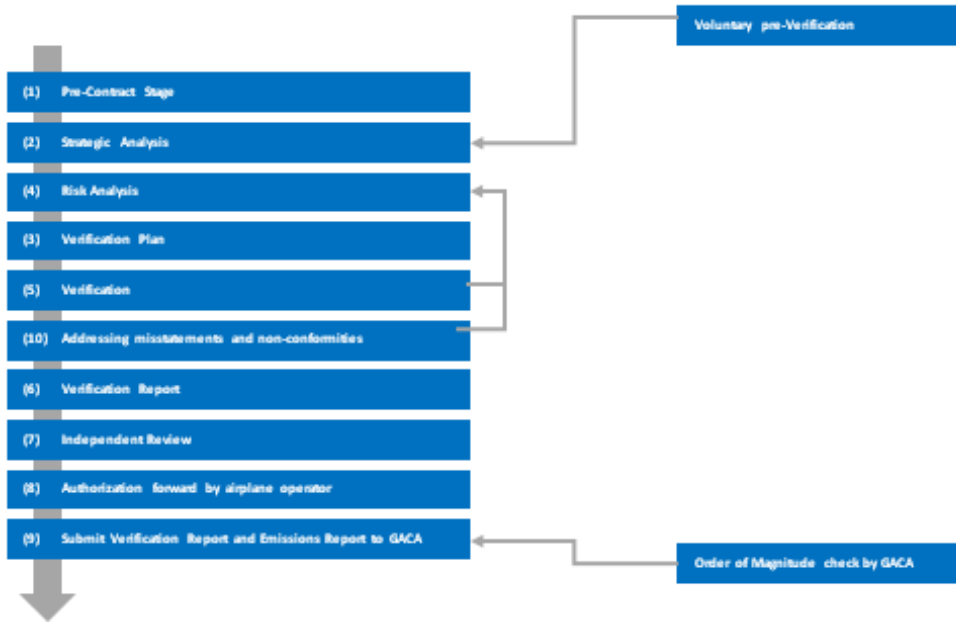 Voluntary pre-Verification
(1) Pre-Contract Stage
(2) Strategic Analysis
(4) Risk Analysis
(3) Verification Plan
(5) Verification
(10) Addressing misstatements and non-conformities
(6) Verification Report
(7) Independent Review
(8) Authorization forward by airplane operator
(9) Submit Verification Report and Emissions Report to GACA
Order of Magnitude check by GACA